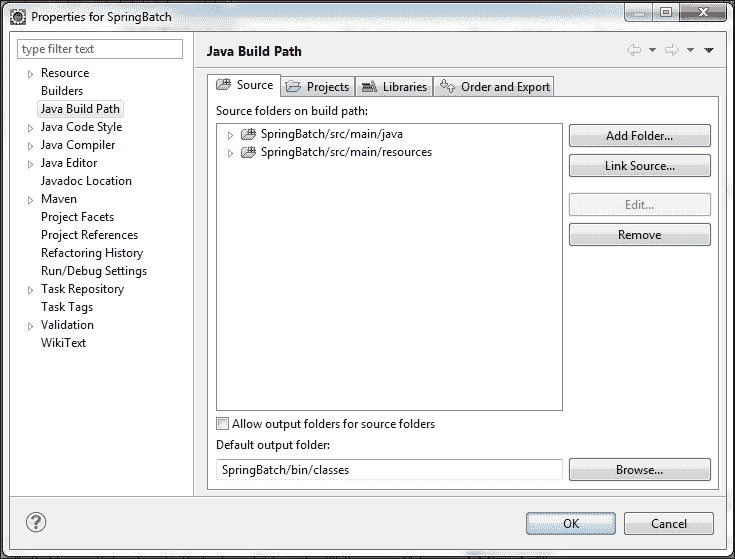 Properties for SpringBatch
type filter text
Resource
Builders
Java Build Path
Java Code Style
Java Compiler
Java Editor
Javadoc Location
Maven
Project Facets
Project References
Refactoring History
Run/Debug Settings
Task Repository
Task Tags
Validation
WikiText
Java Build Path
Source Projects Libraries Order and Export
Source folders on build path:
SpringBatch/src/main/java
SpringBatch/src/main/resources
Add Folder...
Link Source...
Edit...
Remove
Allow output folders for source folders
Default output folder:
SpringBatch/bin/classes
Browse...
?
OK Cancel